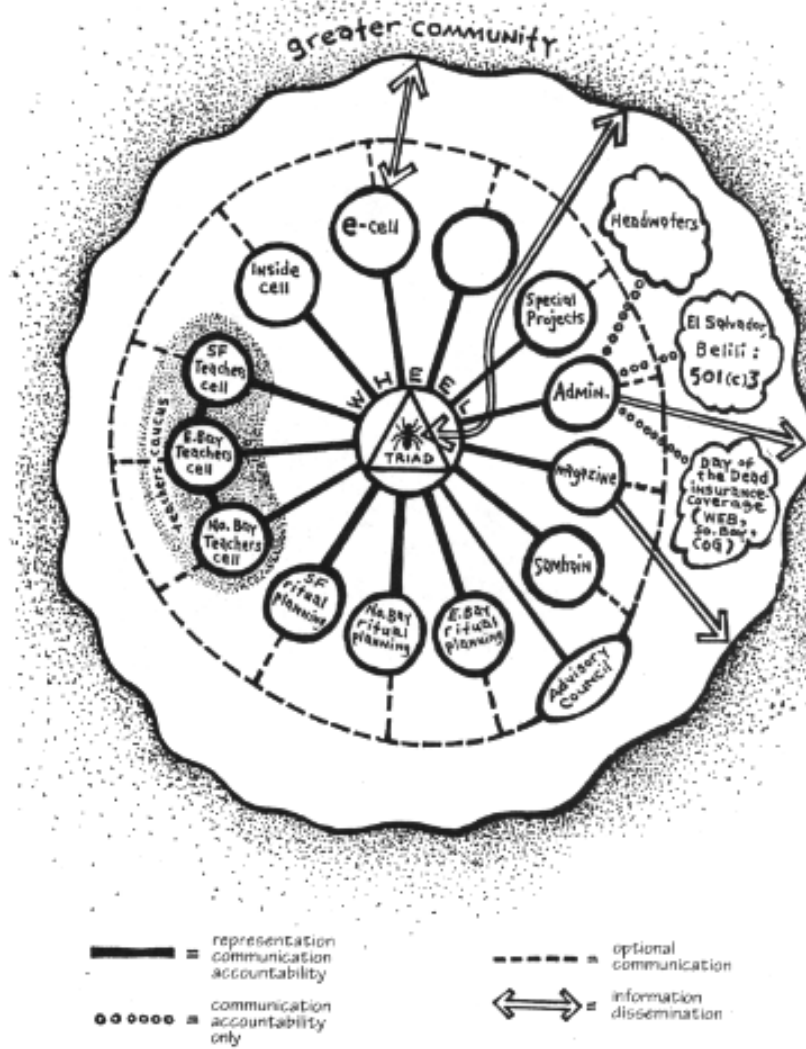 greater community
e-cell
Inside
cell
Special
Projects
Headwaters
El Salvador,
Belili:
501(c)3
SF
Teacher
cell
WHEEL
Admin.
E.Bay
Teachers
cell
Teachers caucus
TRIAD
magazine
Day of
the Dead
insurance
coverage
(WEB,
So. Bay,
COG)
No. Bay
Teachers
cell
Samhain
SF
ritual
planning
No. Bay
ritual
planning
E. Bay
ritual
planning
Advisory
Council
=
representation
communication
accountability
=
optional
communication
=
communication
accountability
only
=
information
dissemination